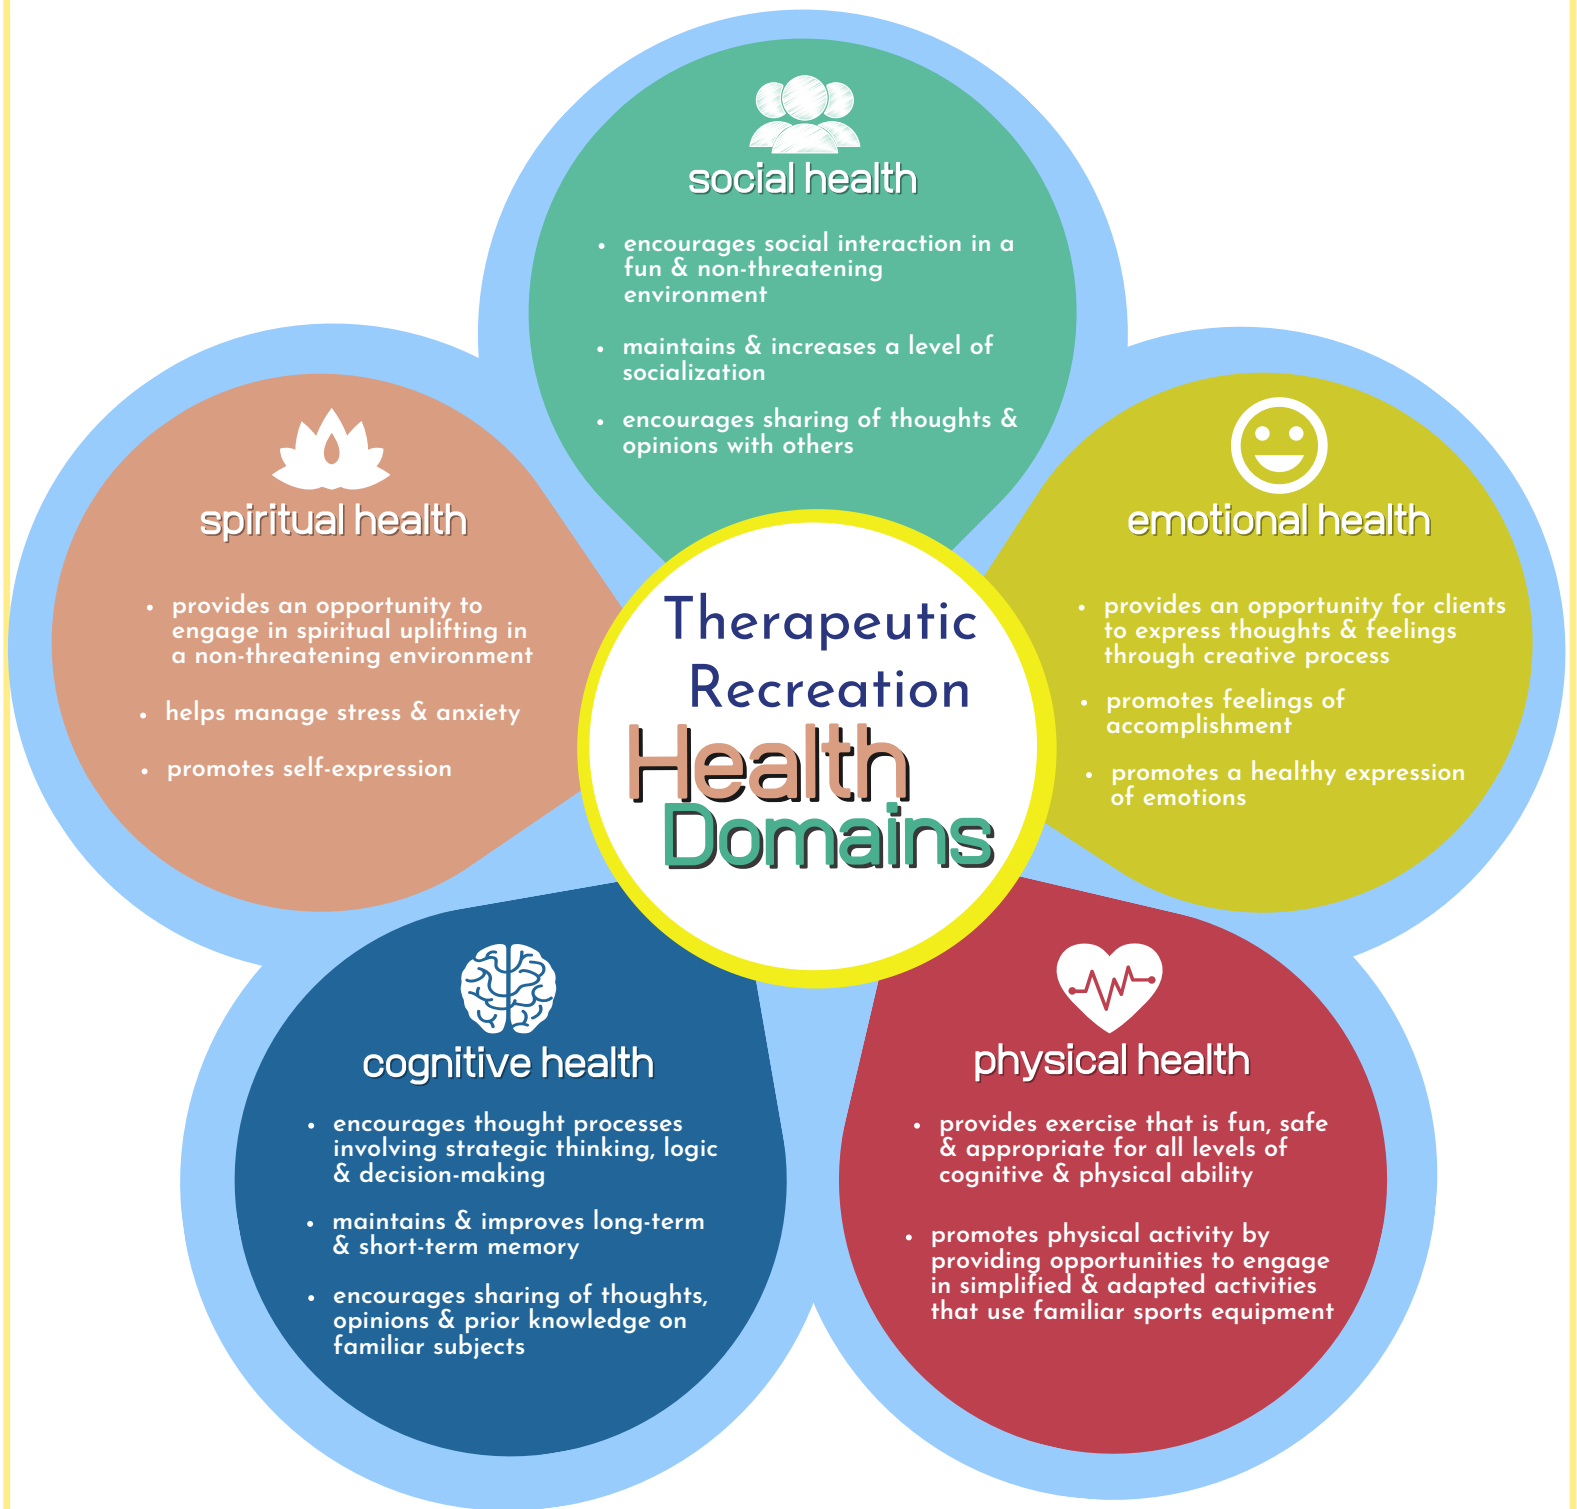 social health
• encourages social interaction in a
fun & non-threatening
environment
• maintains & increases a level of
socialization
• encourages sharing of thoughts &
opinions with others
spiritual health
• provides an opportunity to
engage in spiritual uplifting in
a non-threatening environment
• helps manage stress & anxiety
• promotes self-expression
Therapeutic
Recreation
Health
Domains
emotional health
• provides an opportunity for clients
to express thoughts & feelings
through creative process
• promotes feelings of
accomplishment
• promotes a healthy expression
of emotions
cognitive health
• encourages thought processes
involving strategic thinking, logic
& decision-making
• maintains & improves long-term
& short-term memory
• encourages sharing of thoughts,
opinions & prior knowledge on
familiar subjects
physical health
• provides exercise that is fun, safe
& appropriate for all levels of
cognitive & physical ability
• promotes physical activity by
providing opportunities to engage
in simplified & adapted activities
that use familiar sports equipment